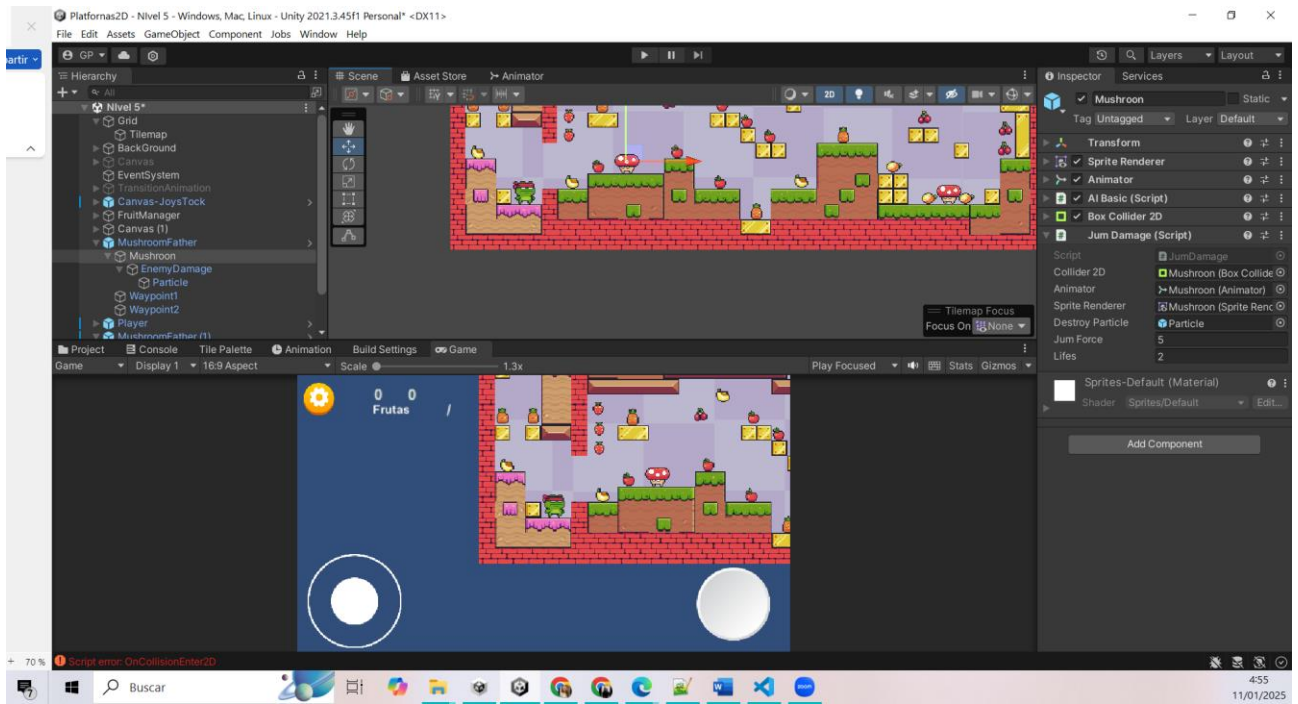 Platfornas2D - NIvel 5 - Windows, Mac, Linux - Unity 2021.3.45f1 Personal* <DX11>
File Edit Assets GameObject Component Jobs Window Help
artir
GP
Layers
Layout
Hierarchy
All
NIvel 5*
Grid
Tilemap
BackGround
Canvas
EventSystem
TransitionAnimation
Canvas-JoysTock
FruitManager
Canvas (1)
MushroomFather
Mushroon
EnemyDamage
Particle
Waypoint1
Waypoint2
Player
MushroomFather (1)
Scene
Asset Store
Animator
2D
Tilemap Focus
Focus On
None
Inspector
Services
Mushroon
Static
Tag Untagged
Layer Default
Transform
Sprite Renderer
Animator
AI Basic (Script)
Box Collider 2D
Jum Damage (Script)
Script JumDamage
Collider 2D Mushroon (Box Collide
Animator Mushroon (Animator)
Sprite Renderer Mushroon (Sprite Renc
Destroy Particle Particle
Jum Force 5
Lifes 2
Sprites-Default (Material)
Shader Sprites/Default Edit...
Add Component
Project
Console
Tile Palette
Animation
Build Settings
Game
Game
Display 1
16:9 Aspect
Scale
1.3x
Play Focused
Stats
Gizmos
0 0
Frutas /
+ 70 %
Script error: OnCollisionEnter2D
7
Buscar
zoom
4:55
11/01/2025